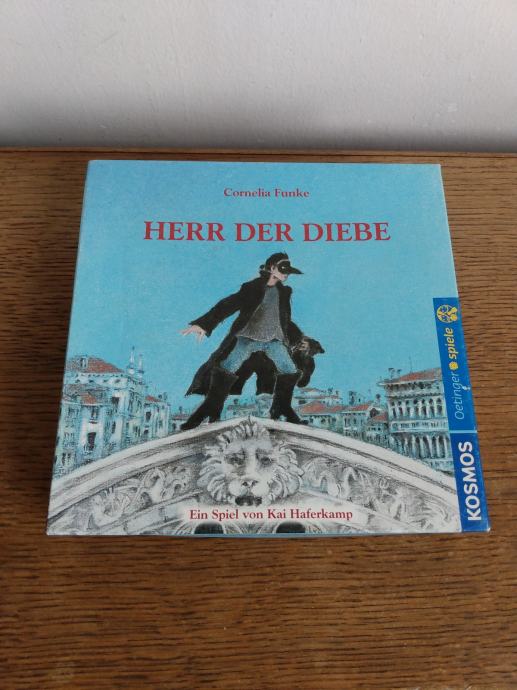 Cornelia Funke
HERR DER DIEBE
Ein Spiel von Kai Haferkamp
KOSMOS
Oetinger spiele